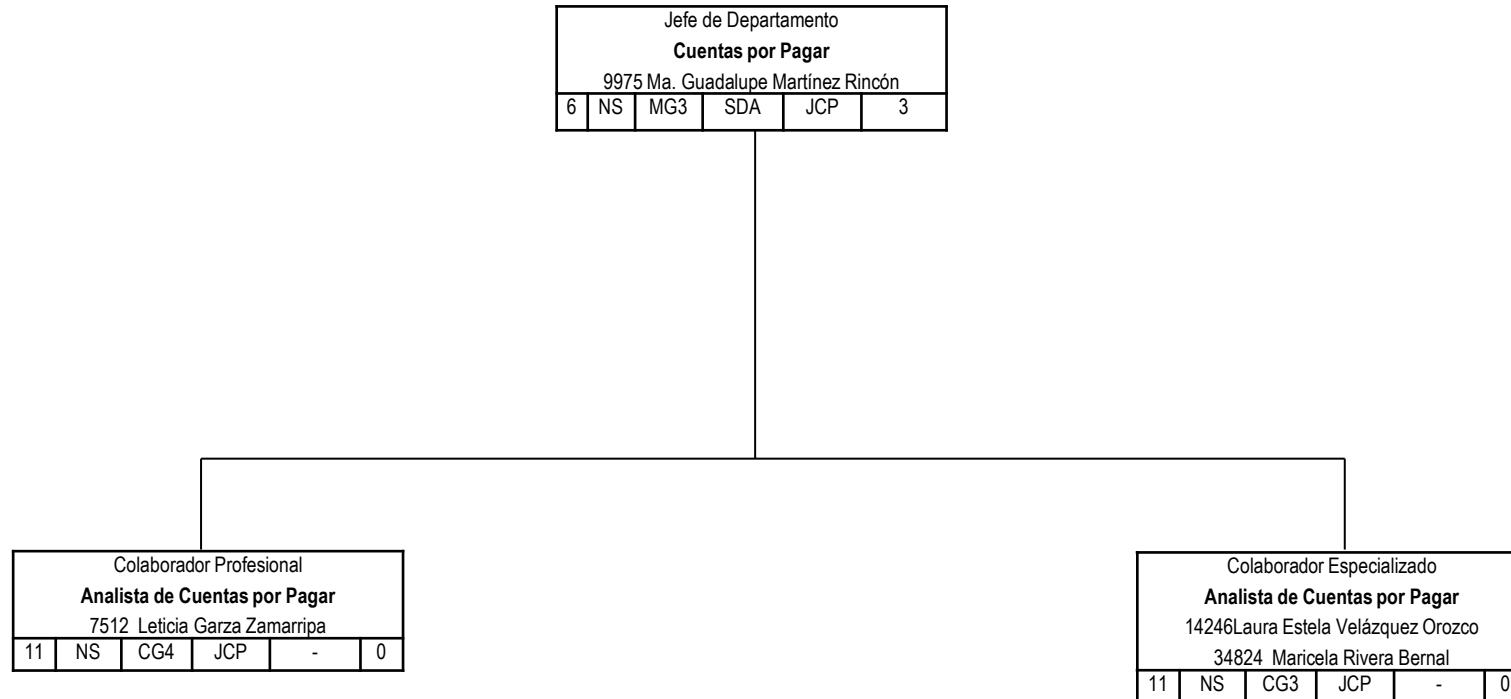 Jefe de Departamento
Cuentas por Pagar
9975 Ma. Guadalupe Martínez Rincón
6 NS MG3 SDA JCP 3
Colaborador Profesional
Analista de Cuentas por Pagar
7512 Leticia Garza Zamarripa
11 NS CG4 JCP - 0
Colaborador Especializado
Analista de Cuentas por Pagar
14246Laura Estela Velázquez Orozco
34824 Maricela Rivera Bernal
11 NS CG3 JCP - 0